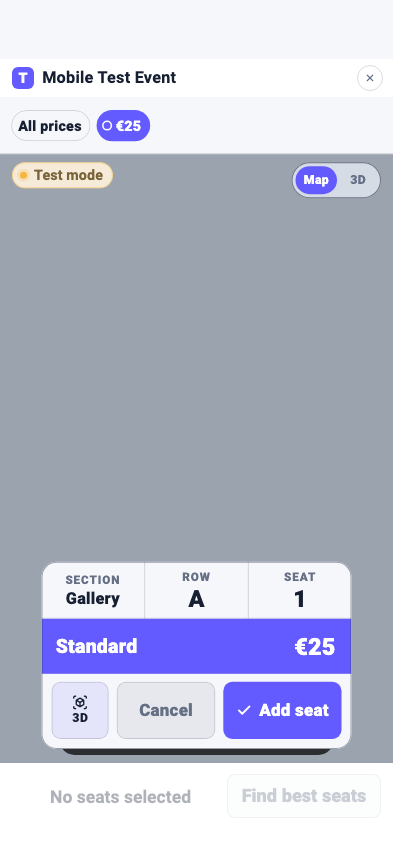 T Mobile Test Event
All prices €25
Test mode
Map 3D
SECTION ROW SEAT
Gallery A 1
Standard €25
3D Cancel Add seat
No seats selected Find best seats